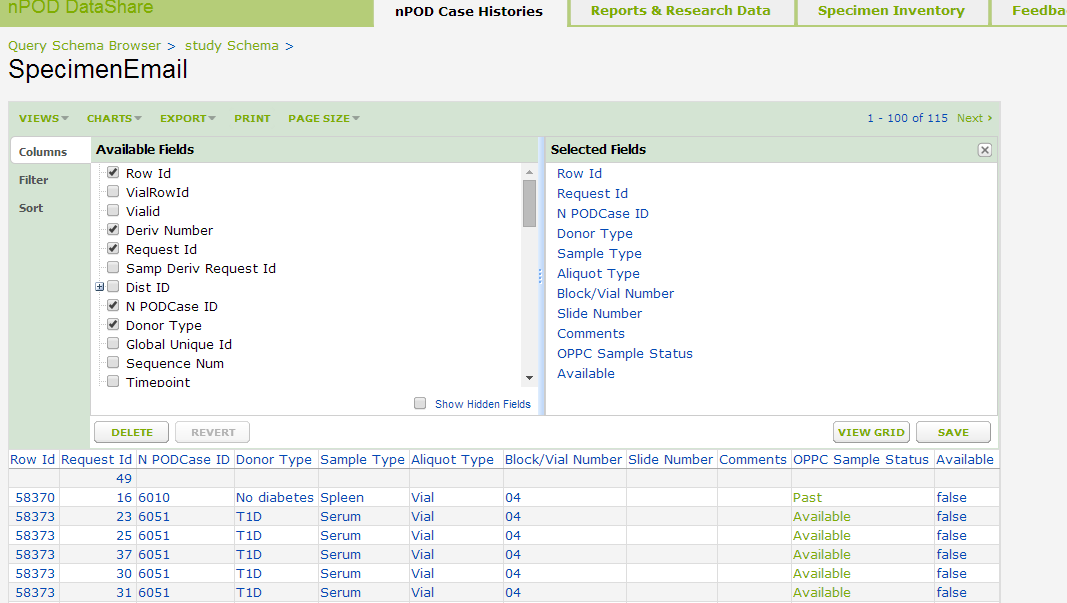 nPOD DataShare
nPOD Case Histories
Reports & Research Data
Specimen Inventory
Feedba
Query Schema Browser > study Schema >
SpecimenEmail
VIEWS CHARTS EXPORT PRINT PAGE SIZE 1 - 100 of 115 Next >
Columns
Filter
Sort
Available Fields
Row Id
VialRowId
Vialid
Deriv Number
Request Id
Samp Deriv Request Id
Dist ID
N PODCase ID
Donor Type
Global Unique Id
Sequence Num
Timepoint
Show Hidden Fields
Selected Fields
Row Id
Request Id
N PODCase ID
Donor Type
Sample Type
Aliquot Type
Block/Vial Number
Slide Number
Comments
OPPC Sample Status
Available
DELETE REVERT VIEW GRID SAVE
Row Id Request Id N PODCase ID Donor Type Sample Type Aliquot Type Block/Vial Number Slide Number Comments OPPC Sample Status Available
49
58370 16 6010 No diabetes Spleen Vial 04 Past false
58373 23 6051 T1D Serum Vial 04 Available false
58373 25 6051 T1D Serum Vial 04 Available false
58373 37 6051 T1D Serum Vial 04 Available false
58373 30 6051 T1D Serum Vial 04 Available false
58373 31 6051 T1D Serum Vial 04 Available false